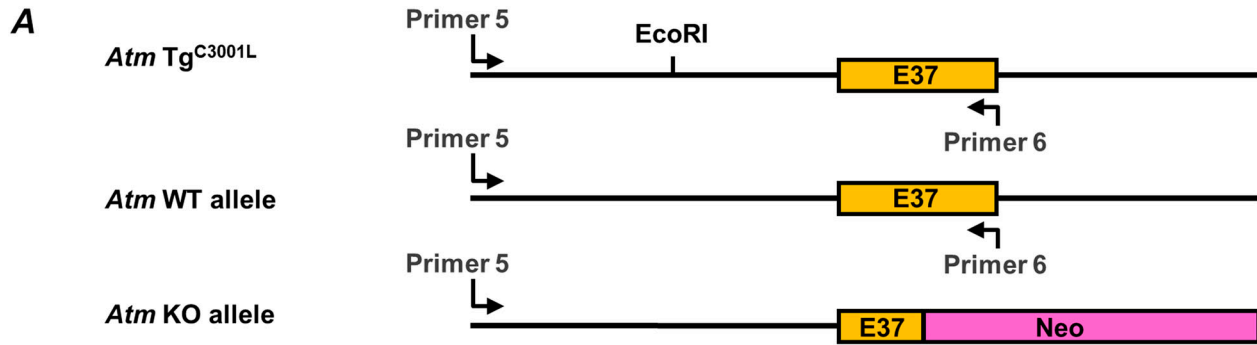 A
Primer 5
EcoRI
Atm Tg^C3001L
E37
Primer 6
Primer 5
Atm WT allele
E37
Primer 6
Primer 5
Atm KO allele
E37 Neo